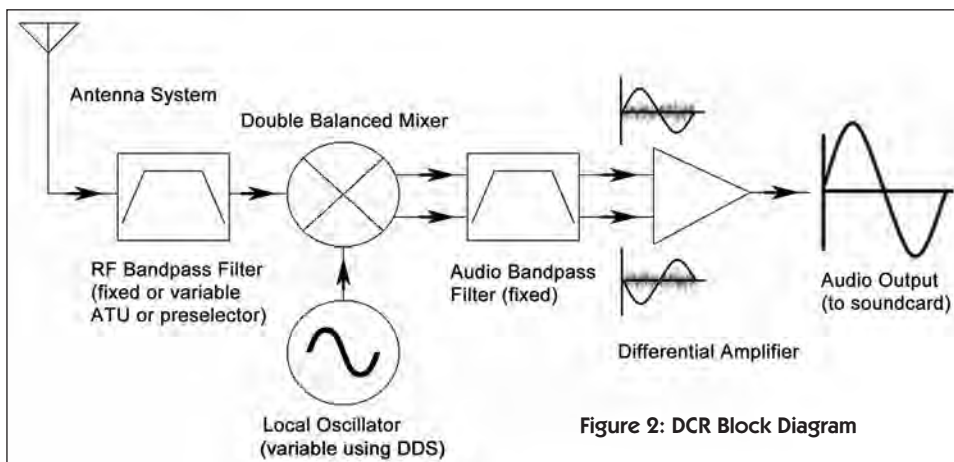 Antenna System
Double Balanced Mixer
RF Bandpass Filter
(fixed or variable
ATU or preselector)
Audio Bandpass
Filter (fixed)
Audio Output
(to soundcard)
Differential Amplifier
Local Oscillator
(variable using DDS)
Figure 2: DCR Block Diagram